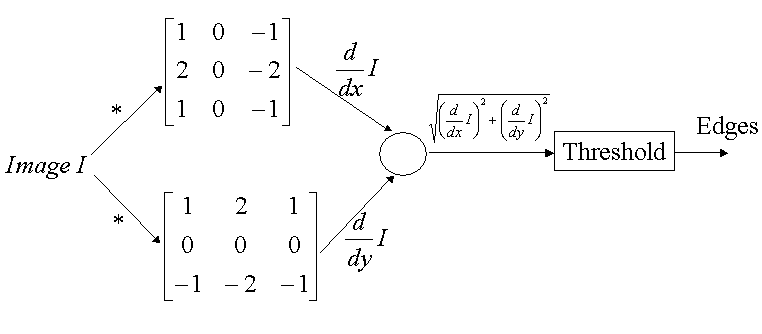 Image I
*
*
1 0 −1
2 0 −2
1 0 −1
1 2 1
0 0 0
−1 −2 −1
d/dx I
d/dy I
√((d/dx I)² + (d/dy I)²)
Threshold
Edges